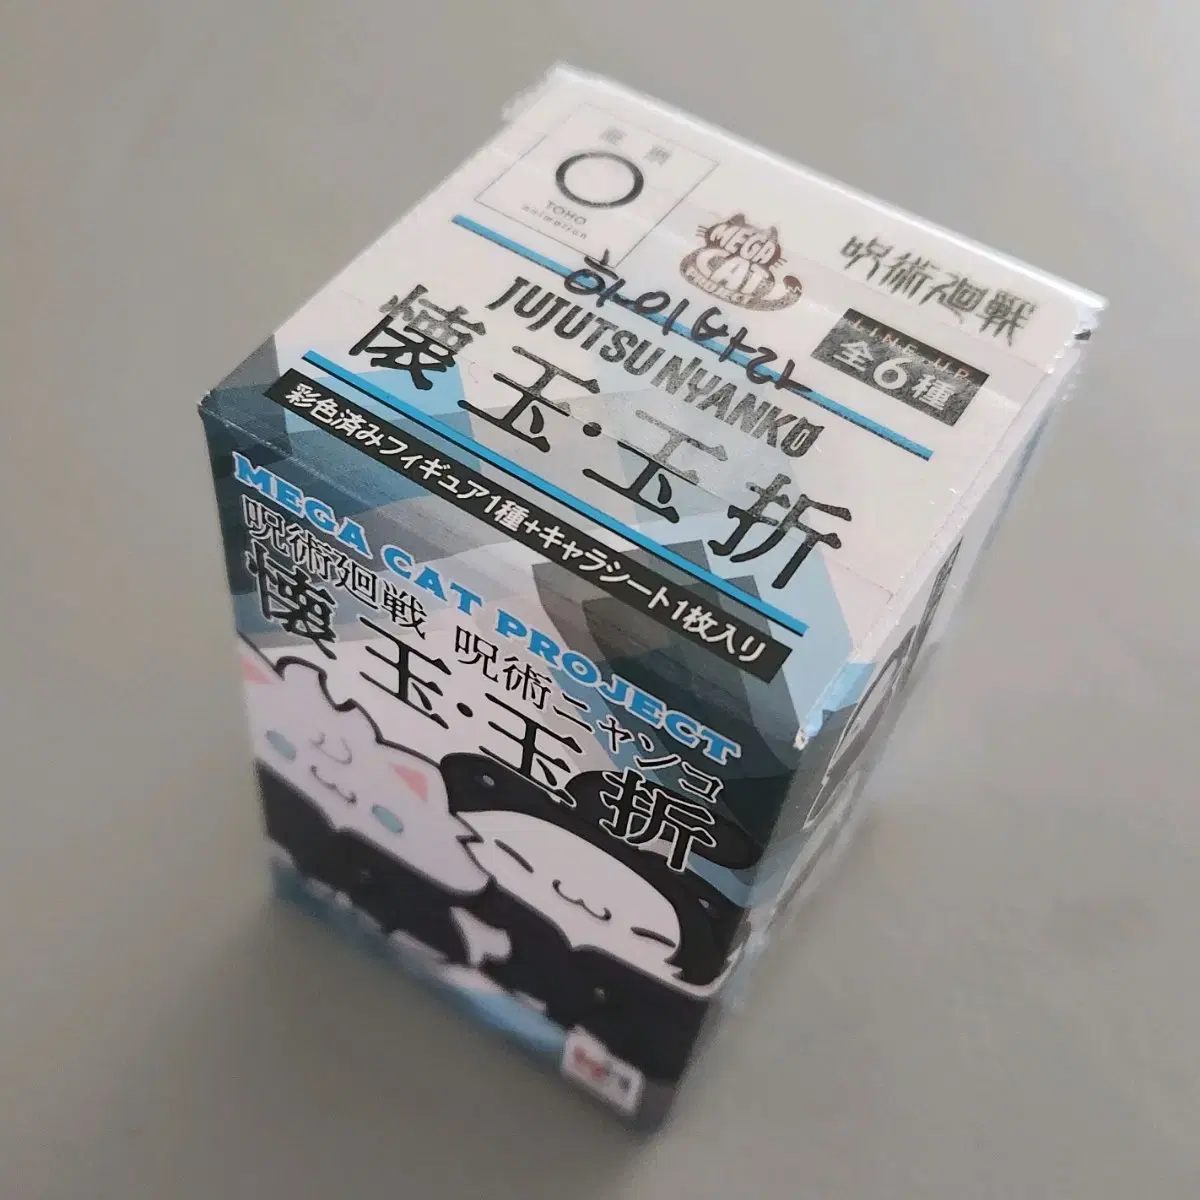 東宝
TOHO
animation
MEGA
CAT
PROJECT
呪術廻戦
하이바라
LINE-UP
全6種
JUJUTSU NYANKO
懐玉・玉折
彩色済みフィギュア1種+キャラシート1枚入り
MEGA CAT PROJECT
呪術廻戦 呪術ニャンコ
懐玉・玉折